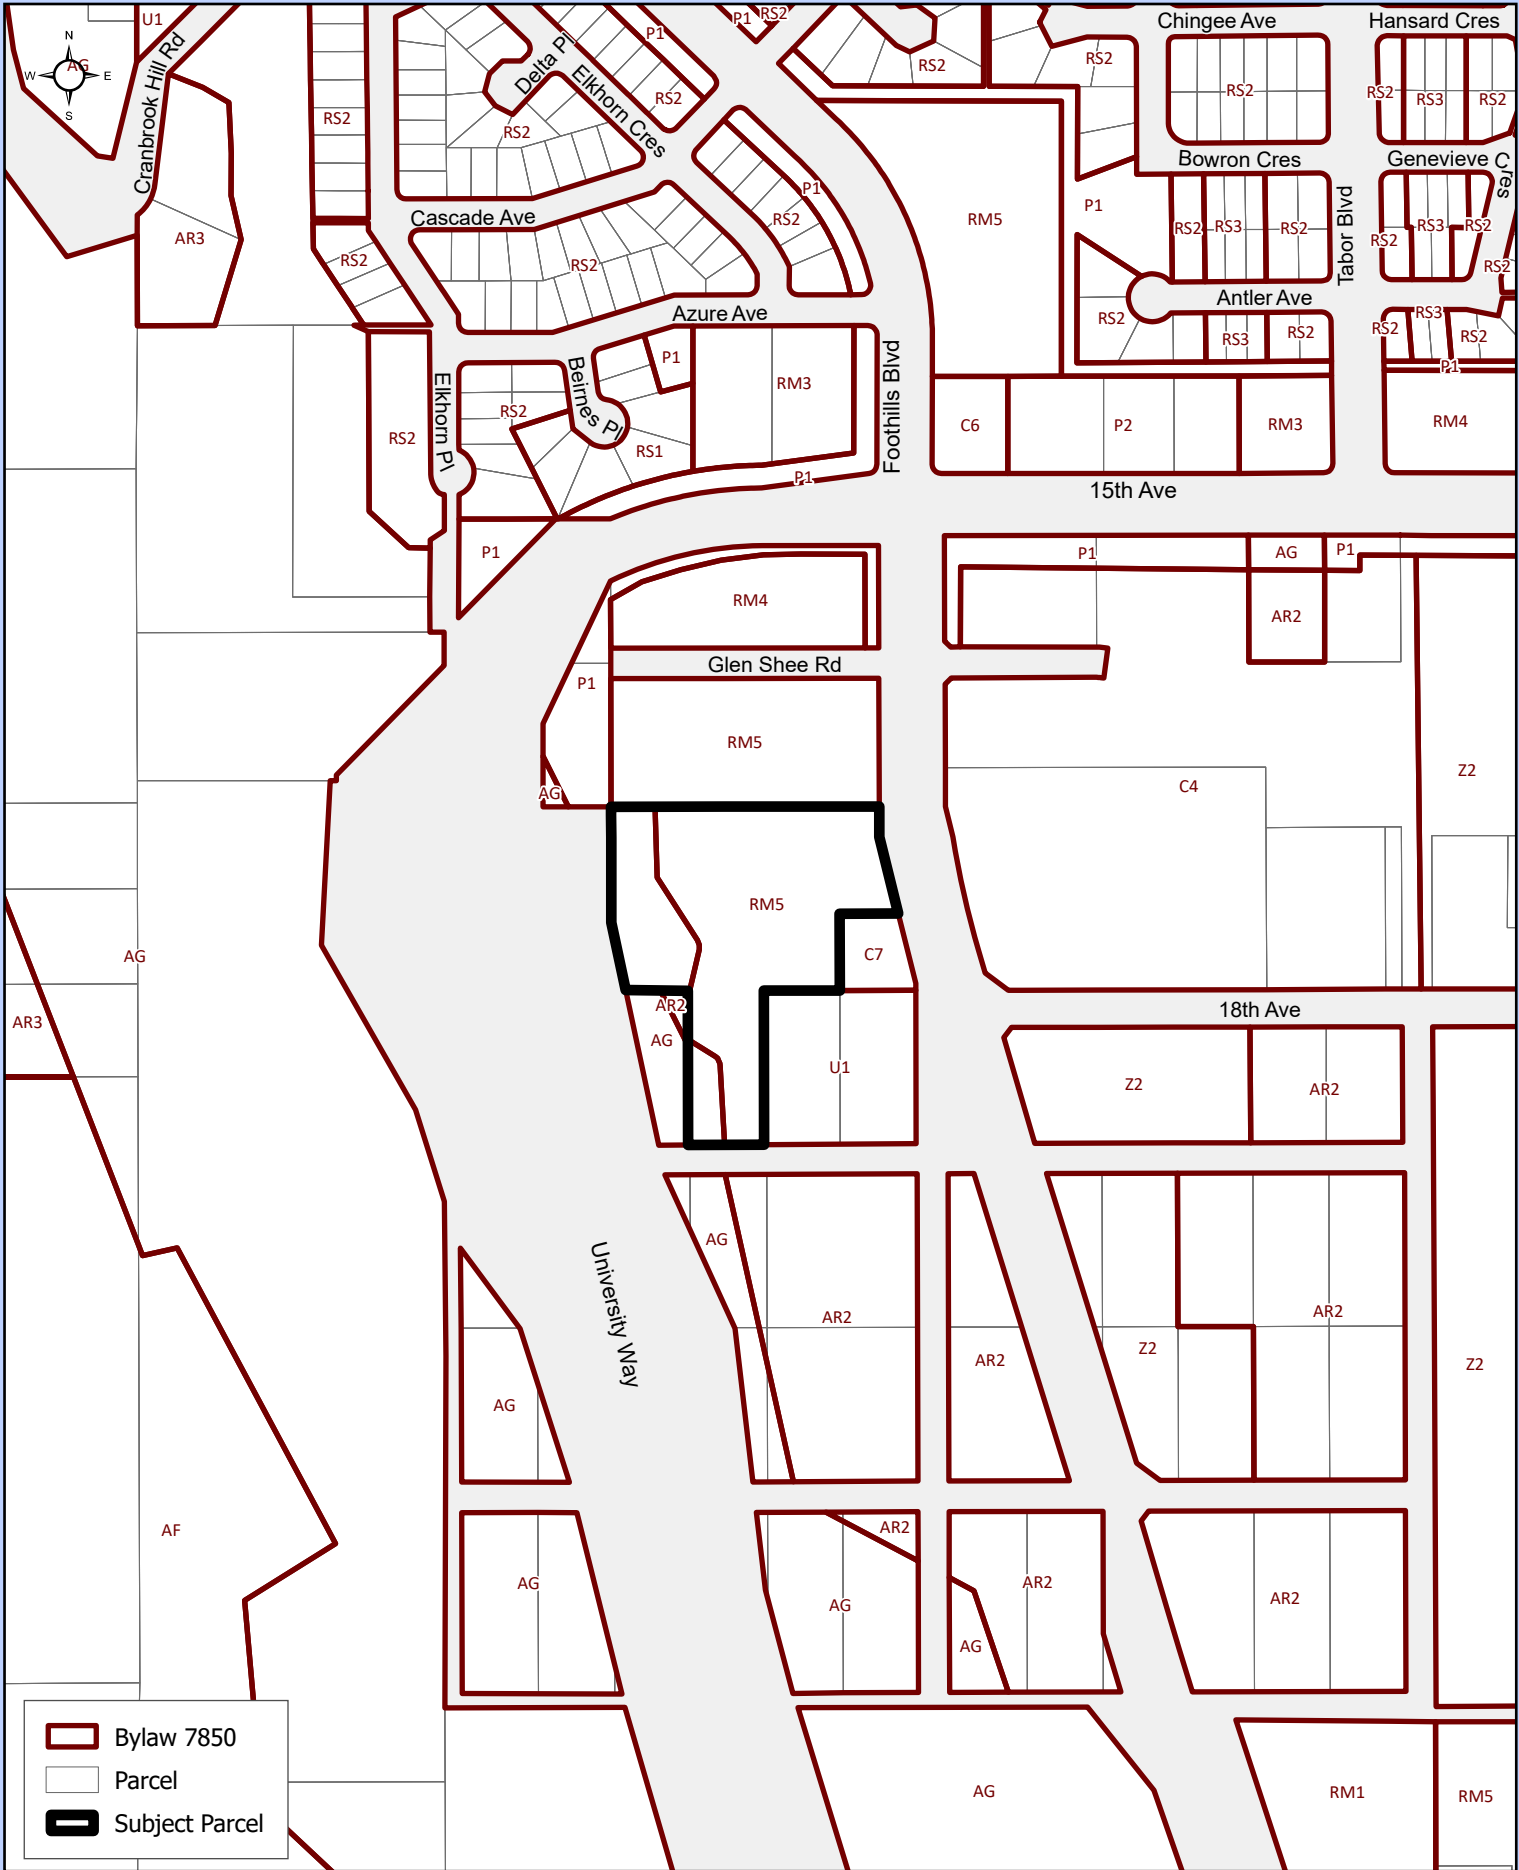 U1
P1
RS2
Chingee Ave
Hansard Cres
N
W
E
S
AG
Cranbrook Hill Rd
RS2
Delta Pl
Elkhorn Cres
P1
RS2
RS2
RS2
RS2
RS2
RS2
RS3
RS2
Cascade Ave
Bowron Cres
Genevieve Cres
AR3
RS2
RS2
RS2
P1
RM5
P1
RS2
RS3
RS2
Tabor Blvd
RS2
RS3
RS2
RS2
Azure Ave
Antler Ave
RS2
RS3
RS2
RS2
RS3
RS2
P1
Elkhorn Pl
Beirnes Pl
P1
RM3
Foothills Blvd
RS2
RS2
RS1
C6
P2
RM3
RM4
P1
15th Ave
P1
P1
AG
P1
RM4
AR2
Glen Shee Rd
P1
RM5
C4
Z2
AG
RM5
C7
AG
AR3
AR2
AG
18th Ave
U1
Z2
AR2
University Way
AG
AR2
AR2
Z2
AR2
Z2
AG
AF
AG
AR2
AG
AR2
AG
AR2
Bylaw 7850
Parcel
Subject Parcel
AG
RM1
RM5